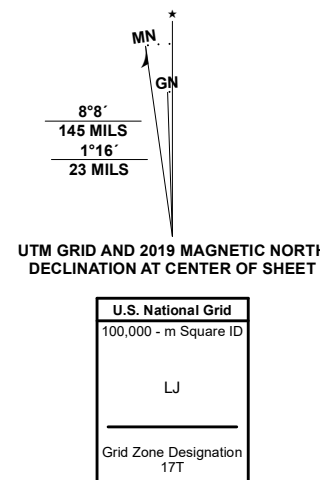 ★
MN
GN
8°8´
145 MILS
1°16´
23 MILS
UTM GRID AND 2019 MAGNETIC NORTH
DECLINATION AT CENTER OF SHEET
U.S. National Grid
100,000 - m Square ID
LJ
Grid Zone Designation
17T